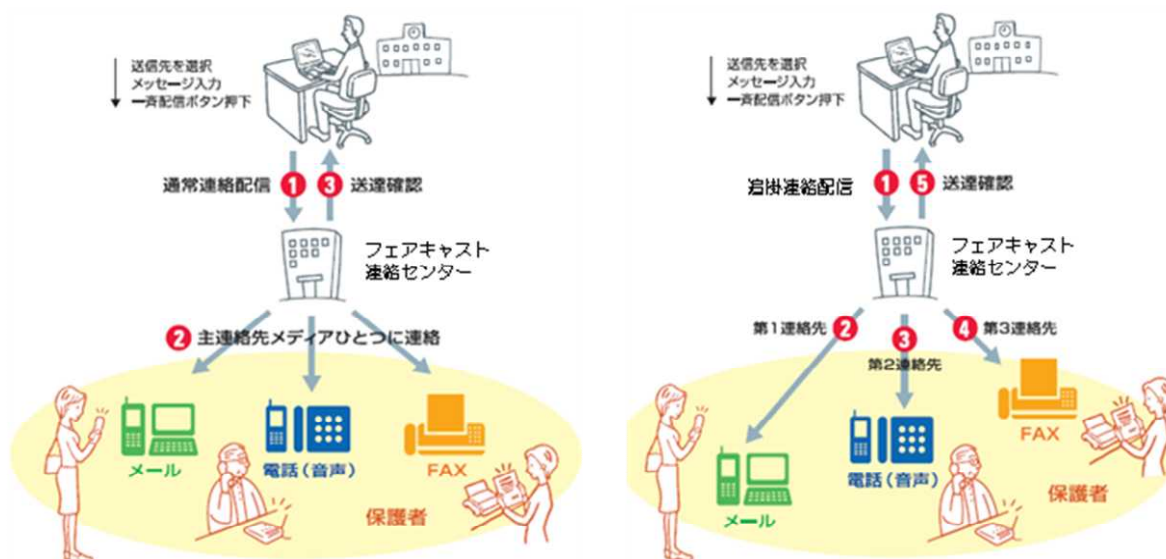 送信先を選択
メッセージ入力
一斉配信ボタン押下
通常連絡配信 1 3 送達確認
フェアキャスト
連絡センター
2 主連絡先メディアひとつに連絡
メール
電話(音声)
FAX
保護者
送信先を選択
メッセージ入力
一斉配信ボタン押下
追掛連絡配信 1 5 送達確認
フェアキャスト
連絡センター
第1連絡先 2
3
第2連絡先
4 第3連絡先
FAX
電話(音声)
メール
保護者